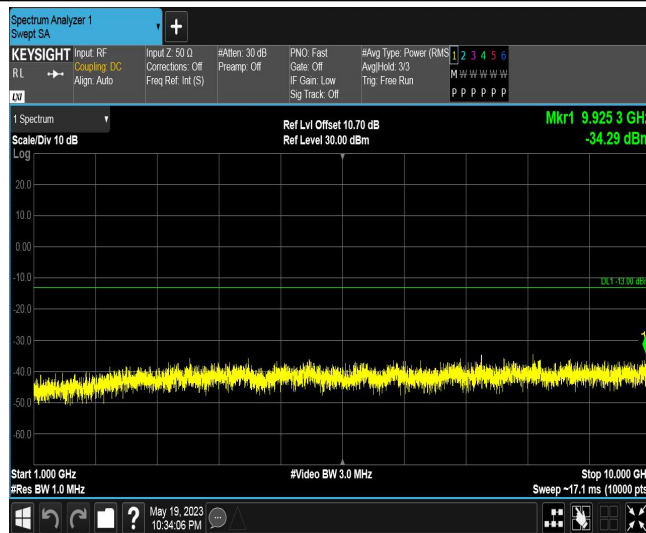 Spectrum Analyzer 1
Swept SA
KEYSIGHT
RL
LXI
Input: RF
Coupling: DC
Align: Auto
Input Z: 50 Ω
Corrections: Off
Freq Ref: Int (S)
#Atten: 30 dB
Preamp: Off
PNO: Fast
Gate: Off
IF Gain: Low
Sig Track: Off
#Avg Type: Power (RMS
Avg|Hold: 3/3
Trig: Free Run
1 2 3 4 5 6
M W W W W W
P P P P P P
1 Spectrum
Scale/Div 10 dB
Log
Ref Lvl Offset 10.70 dB
Ref Level 30.00 dBm
Mkr1 9.925 3 GHz
-34.29 dBm
20.0
10.0
0.00
-10.0
DL1 -13.00 dBm
-20.0
-30.0
1
-40.0
-50.0
-60.0
Start 1.000 GHz
#Res BW 1.0 MHz
#Video BW 3.0 MHz
Stop 10.000 GHz
Sweep ~17.1 ms (10000 pts)
?
May 19, 2023
10:34:06 PM